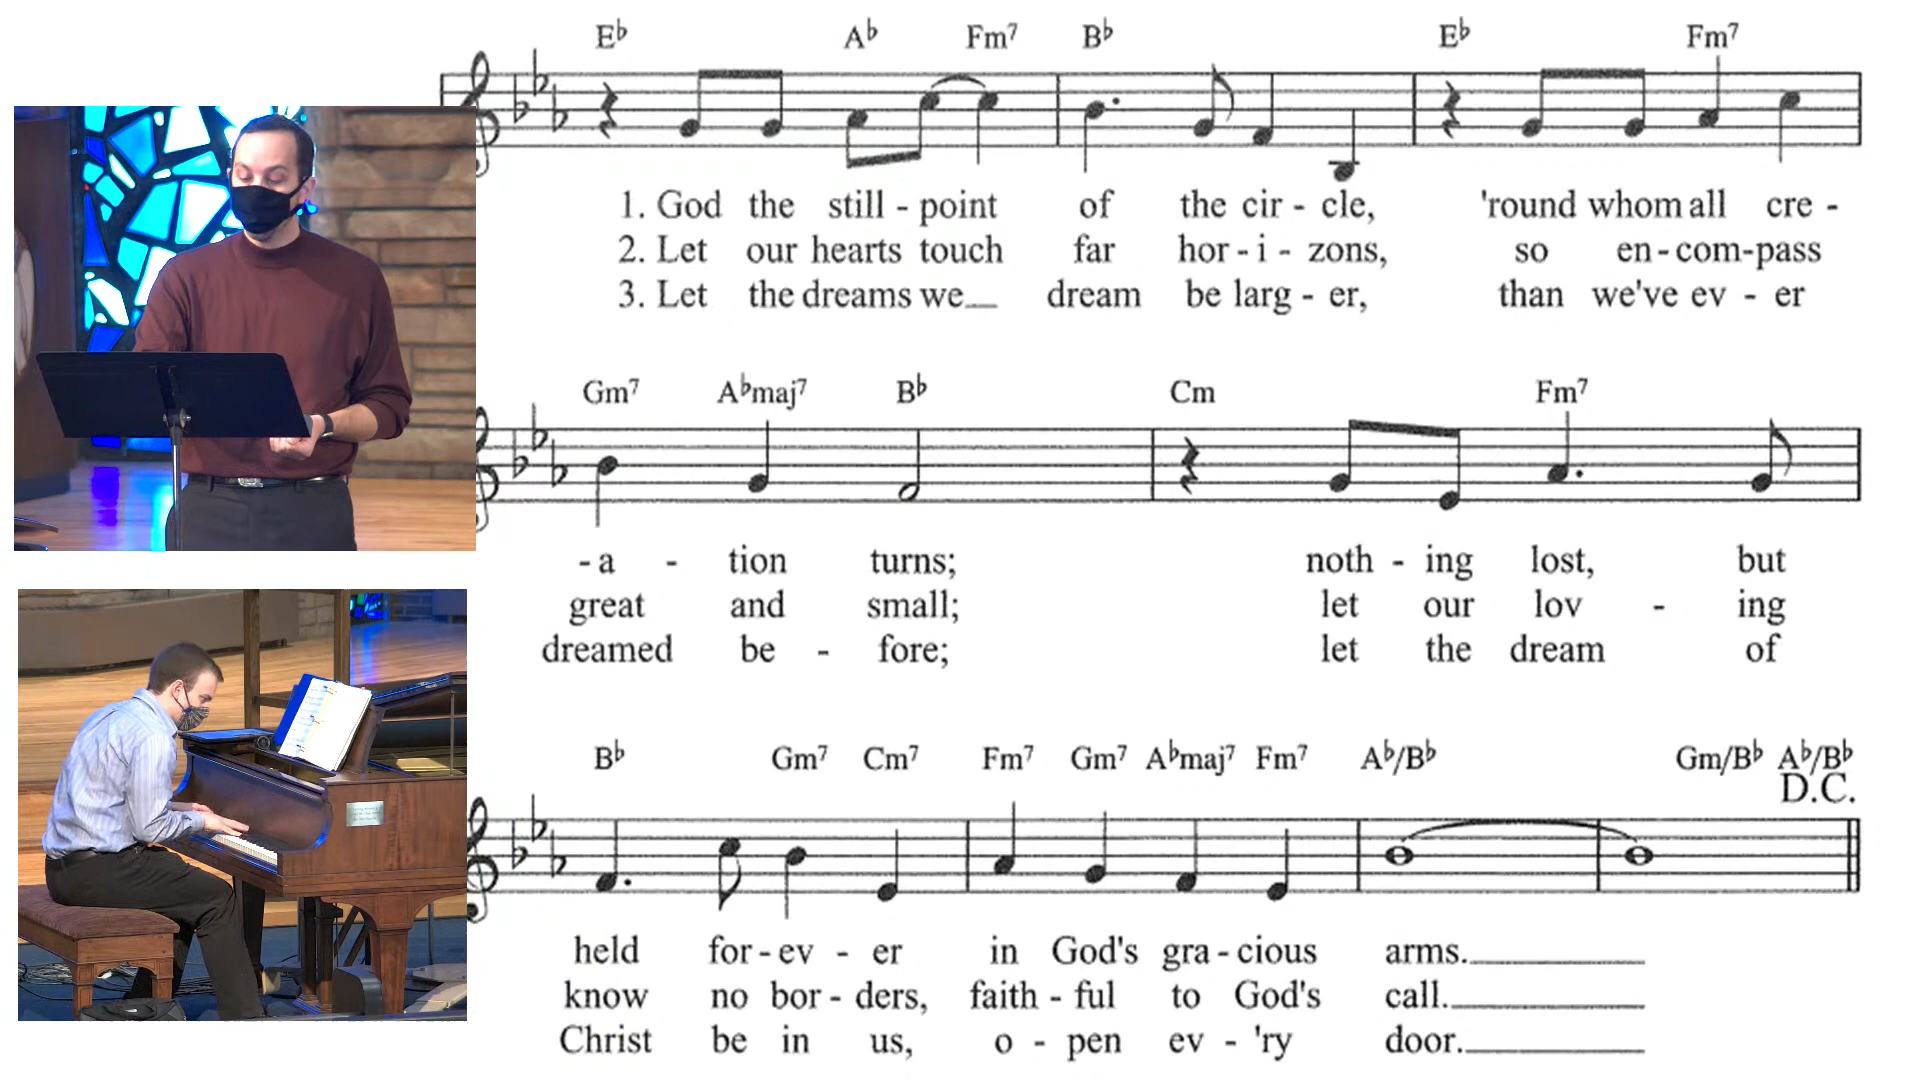 E♭ A♭ Fm7 B♭ E♭ Fm7
1. God the still - point of the cir - cle, 'round whom all cre -
2. Let our hearts touch far hor - i - zons, so en - com - pass
3. Let the dreams we__ dream be larg - er, than we've ev - er
Gm7 A♭maj7 B♭ Cm Fm7
- a - tion turns; noth - ing lost, but
great and small; let our lov - ing
dreamed be - fore; let the dream of
B♭ Gm7 Cm7 Fm7 Gm7 A♭maj7 Fm7 A♭/B♭ Gm/B♭ A♭/B♭
D.C.
held for - ev - er in God's gra - cious arms.__________
know no bor - ders, faith - ful to God's call.__________
Christ be in us, o - pen ev - 'ry door.__________